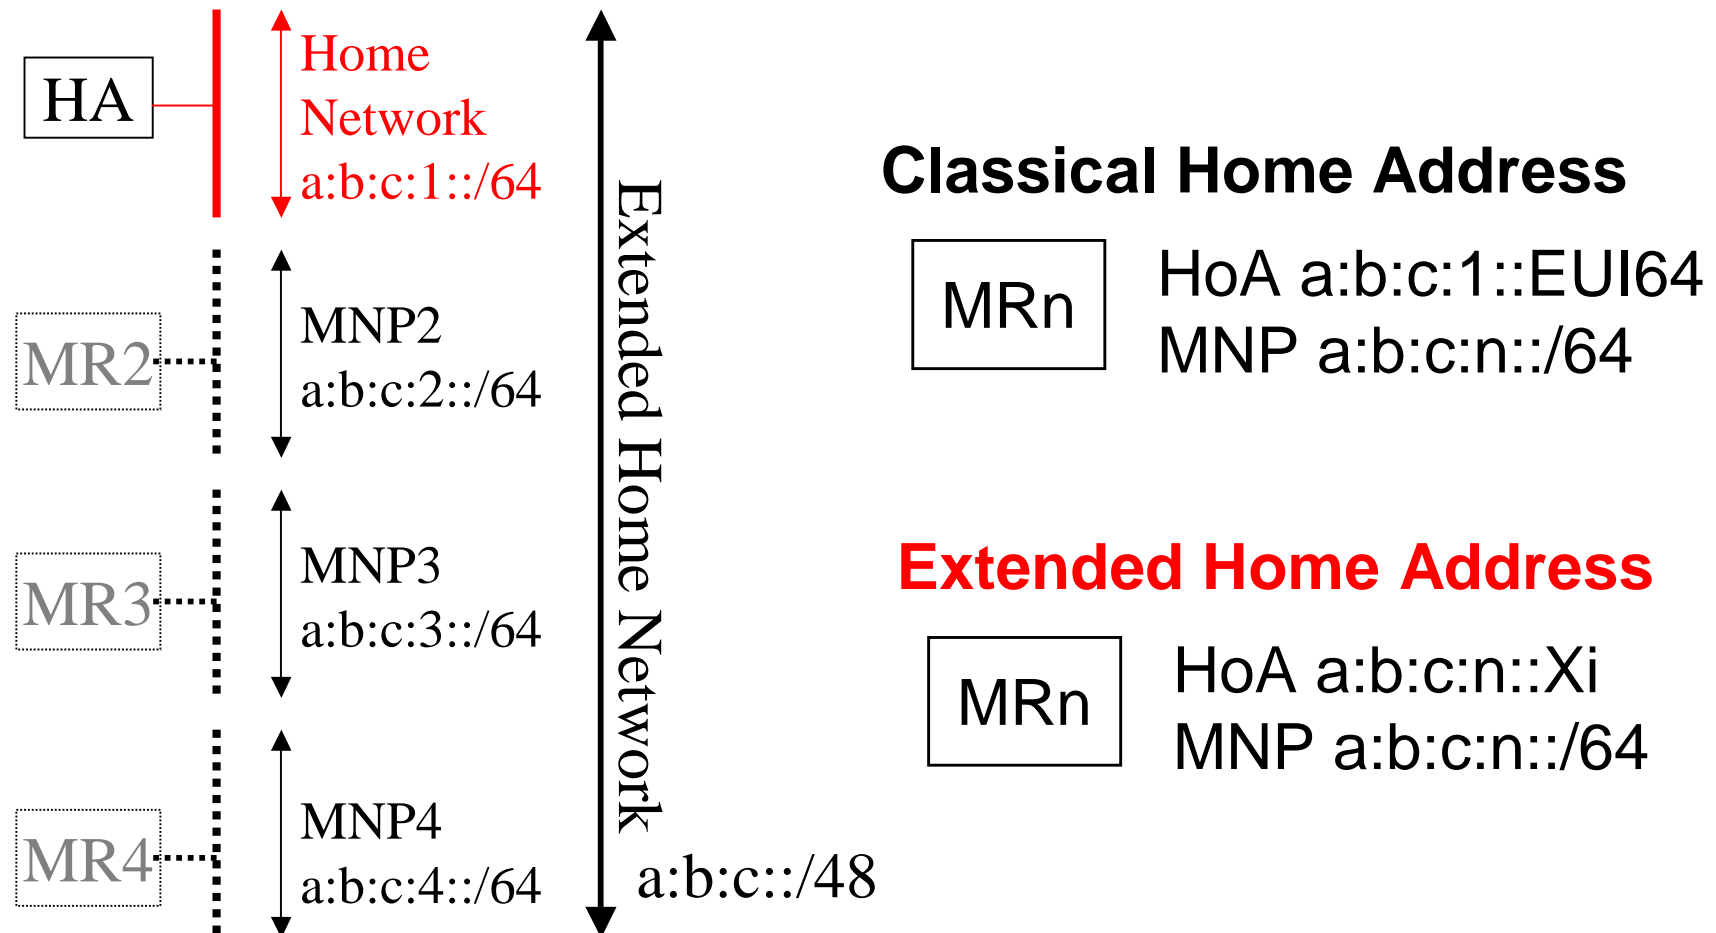 HA
Home
Network
a:b:c:1::/64
MR2
MNP2
a:b:c:2::/64
MR3
MNP3
a:b:c:3::/64
MR4
MNP4
a:b:c:4::/64
Extended Home Network
a:b:c::/48
Classical Home Address
MRn
HoA a:b:c:1::EUI64
MNP a:b:c:n::/64
Extended Home Address
MRn
HoA a:b:c:n::Xi
MNP a:b:c:n::/64